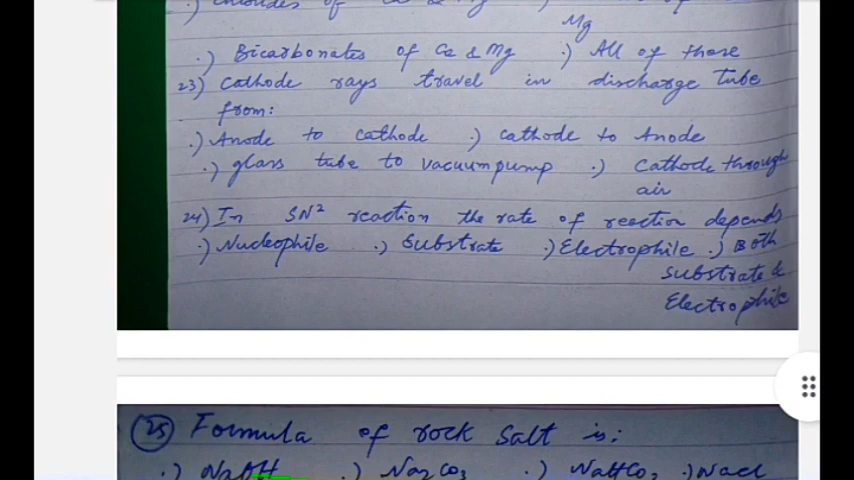 Mg
·) Bicarbonates of Ca & Mg ·) All of these
23) Cathode rays travel in discharge tube
from:
·) Anode to cathode ·) cathode to Anode
·) glass tube to vacuum pump ·) Cathode through
air
24) In SN² reaction the rate of reaction depends
·) Nucleophile ·) Substrate ·) Electrophile ·) Both
substrate &
Electrophile
25 Formula of rock salt is:
·) NaOH ·) Na2CO3 ·) NaHCO3 ·) NaCl